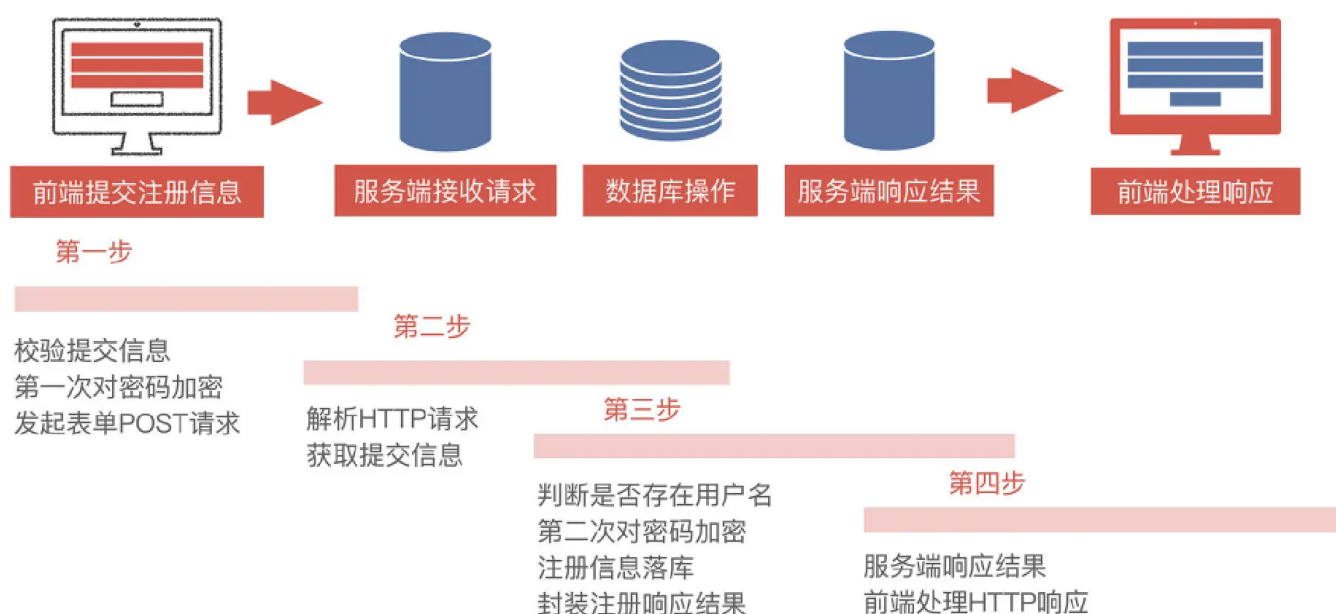 前端提交注册信息
服务端接收请求
数据库操作
服务端响应结果
前端处理响应
第一步
校验提交信息
第一次对密码加密
发起表单POST请求
第二步
解析HTTP请求
获取提交信息
第三步
判断是否存在用户名
第二次对密码加密
注册信息落库
封装注册响应结果
第四步
服务端响应结果
前端处理HTTP响应